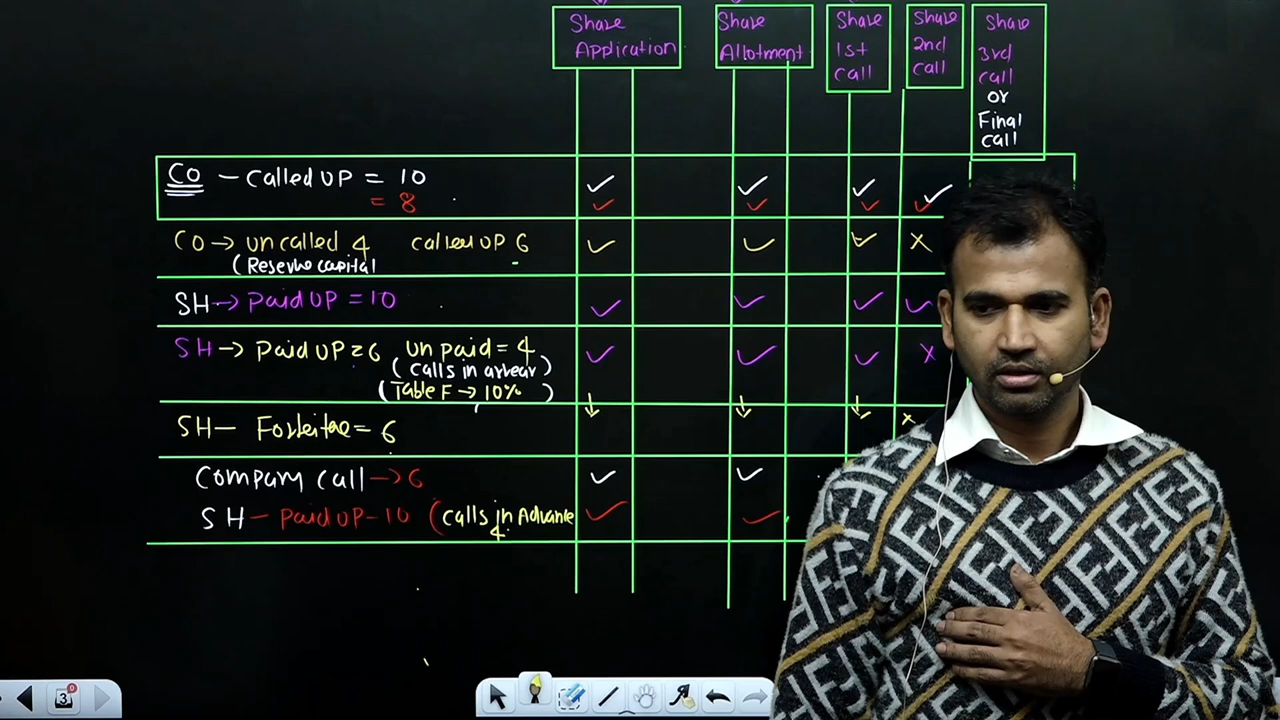 Share Application
Share Allotment
Share 1st call
Share 2nd call
Share 3rd call or Final call
CO - Called UP = 10
= 8
CO → uncalled 4 called UP 6
(Reserve capital
SH → Paid UP = 10
SH → Paid UP = 6 un paid = 4
(calls in arrear)
(Table F → 10%)
SH - Forfeitae = 6
Company call → 6
SH - Paid UP - 10 (calls in Advance
4
3